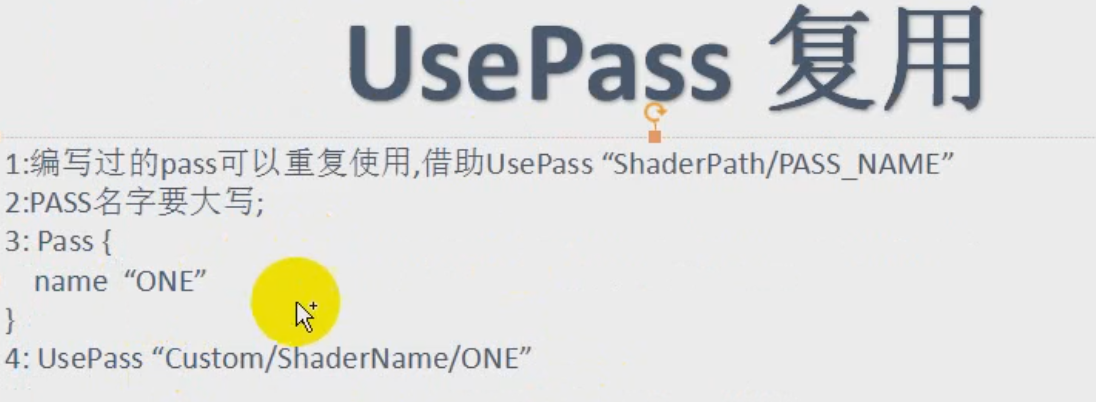 UsePass 复用
1:编写过的pass可以重复使用,借助UsePass “ShaderPath/PASS_NAME”
2:PASS名字要大写;
3: Pass {
name “ONE”
}
4: UsePass “Custom/ShaderName/ONE”